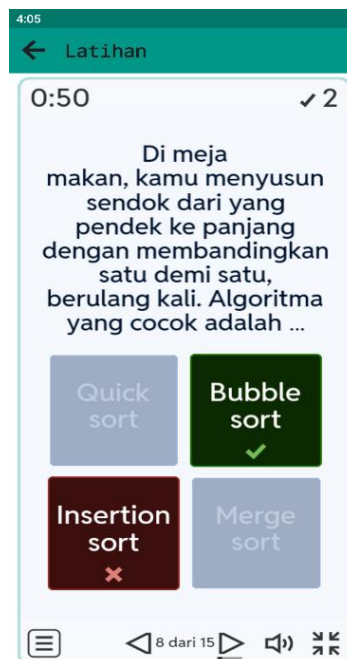 4:05
Latihan
0:50
✓ 2
Di meja
makan, kamu menyusun
sendok dari yang
pendek ke panjang
dengan membandingkan
satu demi satu,
berulang kali. Algoritma
yang cocok adalah ...
Quick
sort
Bubble
sort
Insertion
sort
Merge
sort
8 dari 15